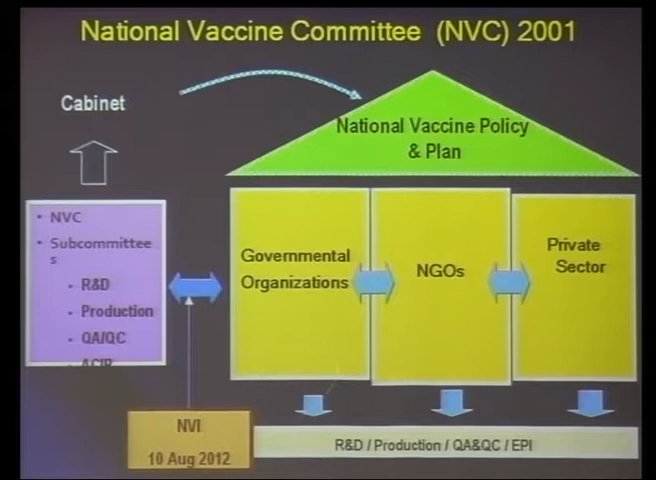 National Vaccine Committee (NVC) 2001
Cabinet
National Vaccine Policy
& Plan
• NVC
• Subcommittee
s
• R&D
• Production
• QA/QC
• ACIP
Governmental
Organizations
NGOs
Private
Sector
NVI
10 Aug 2012
R&D / Production / QA&QC / EPI